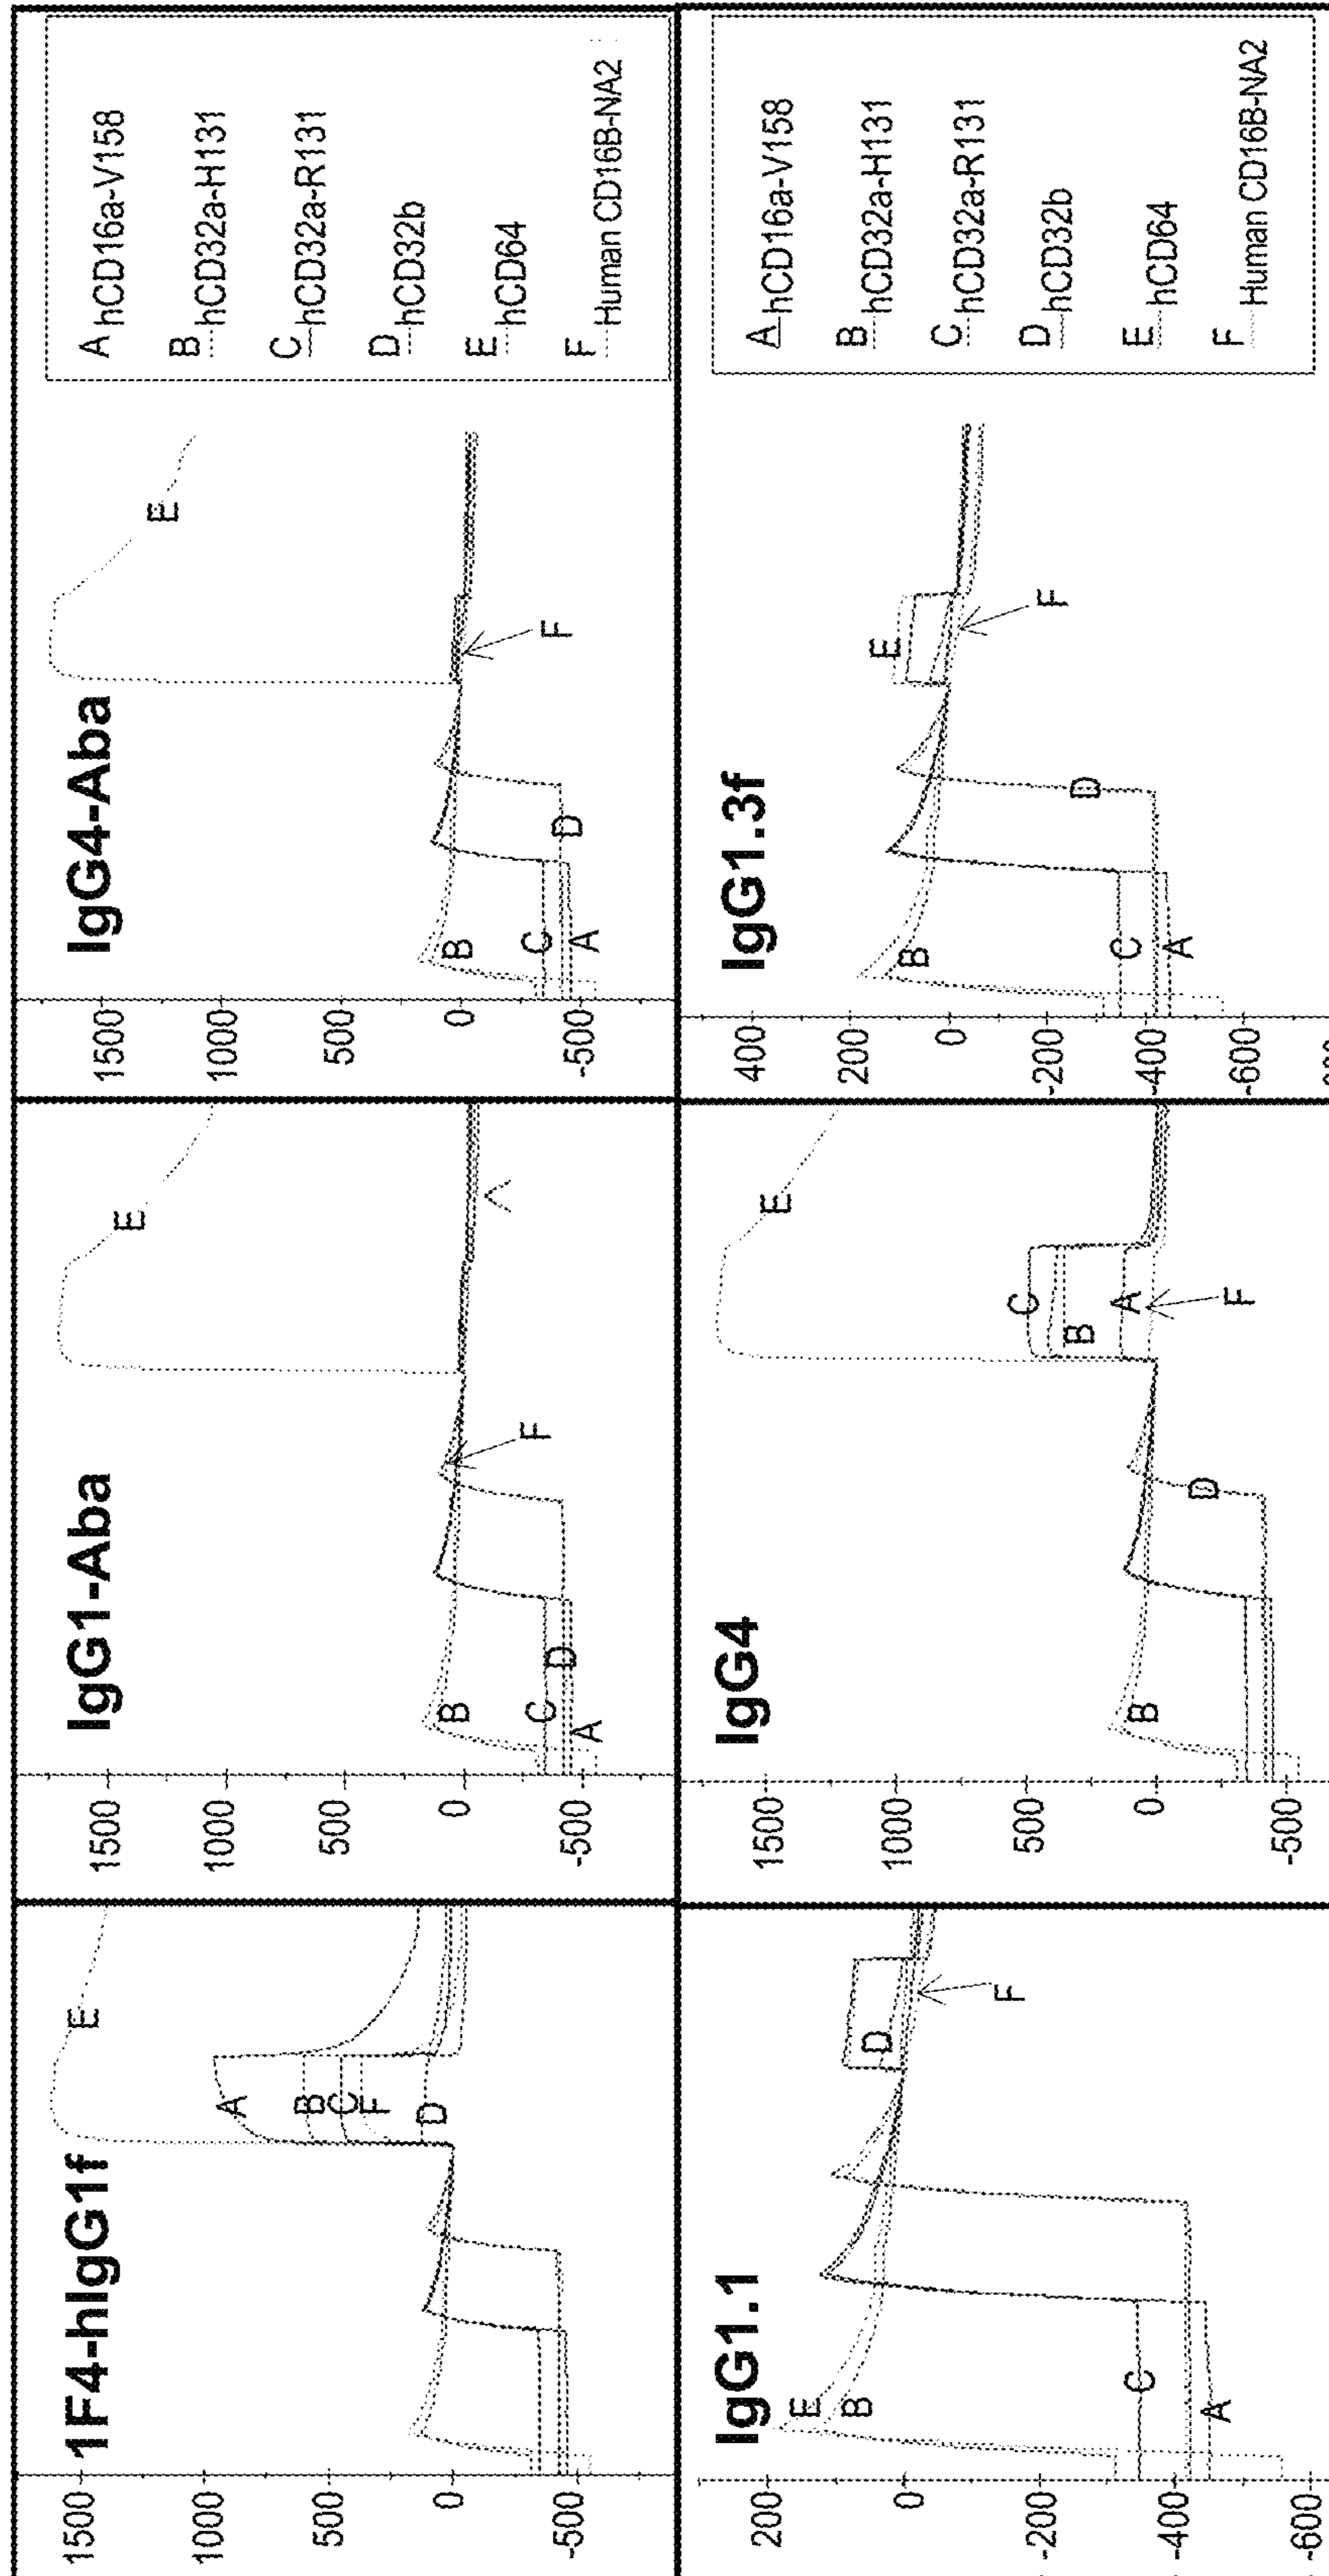 1F4-hIgG1f
1500
1000
500
0
-500
E
A
B
C
F
D
IgG1-Aba
1500
1000
500
0
-500
B
C
D
A
F
E
IgG4-Aba
1500
1000
500
0
-500
B
C
A
D
F
E
A hCD16a-V158
B hCD32a-H131
C hCD32a-R131
D hCD32b
E hCD64
F Human CD16B-NA2
IgG1.1
200
0
-200
-400
-600
E
B
C
A
D
F
IgG4
1500
1000
500
0
-500
B
D
C
B
A
F
E
IgG1.3f
400
200
0
-200
-400
-600
B
C
A
D
E
F
A hCD16a-V158
B hCD32a-H131
C hCD32a-R131
D hCD32b
E hCD64
F Human CD16B-NA2